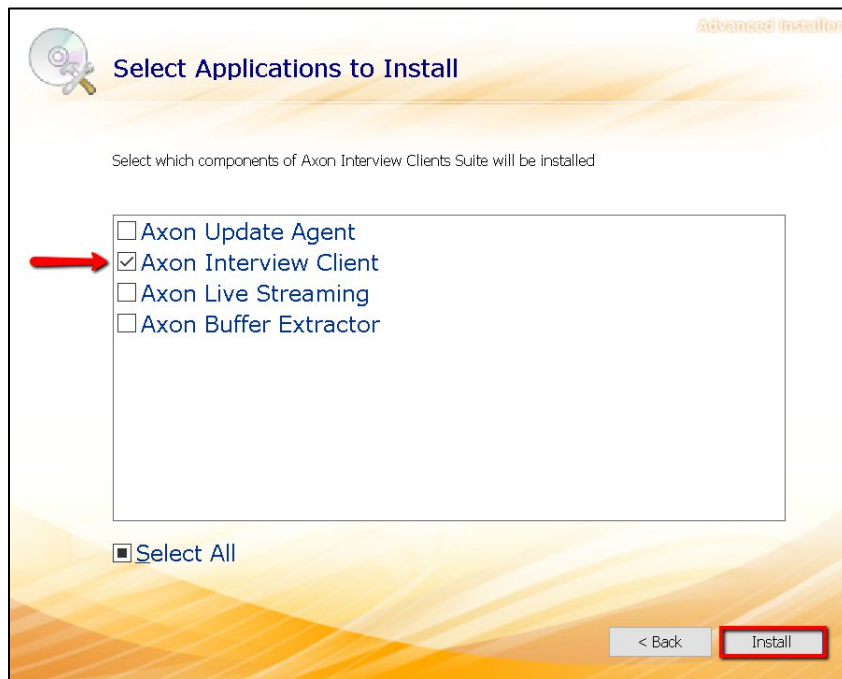 Advanced Installer
Select Applications to Install
Select which components of Axon Interview Clients Suite will be installed
Axon Update Agent
Axon Interview Client
Axon Live Streaming
Axon Buffer Extractor
Select All
< Back
Install